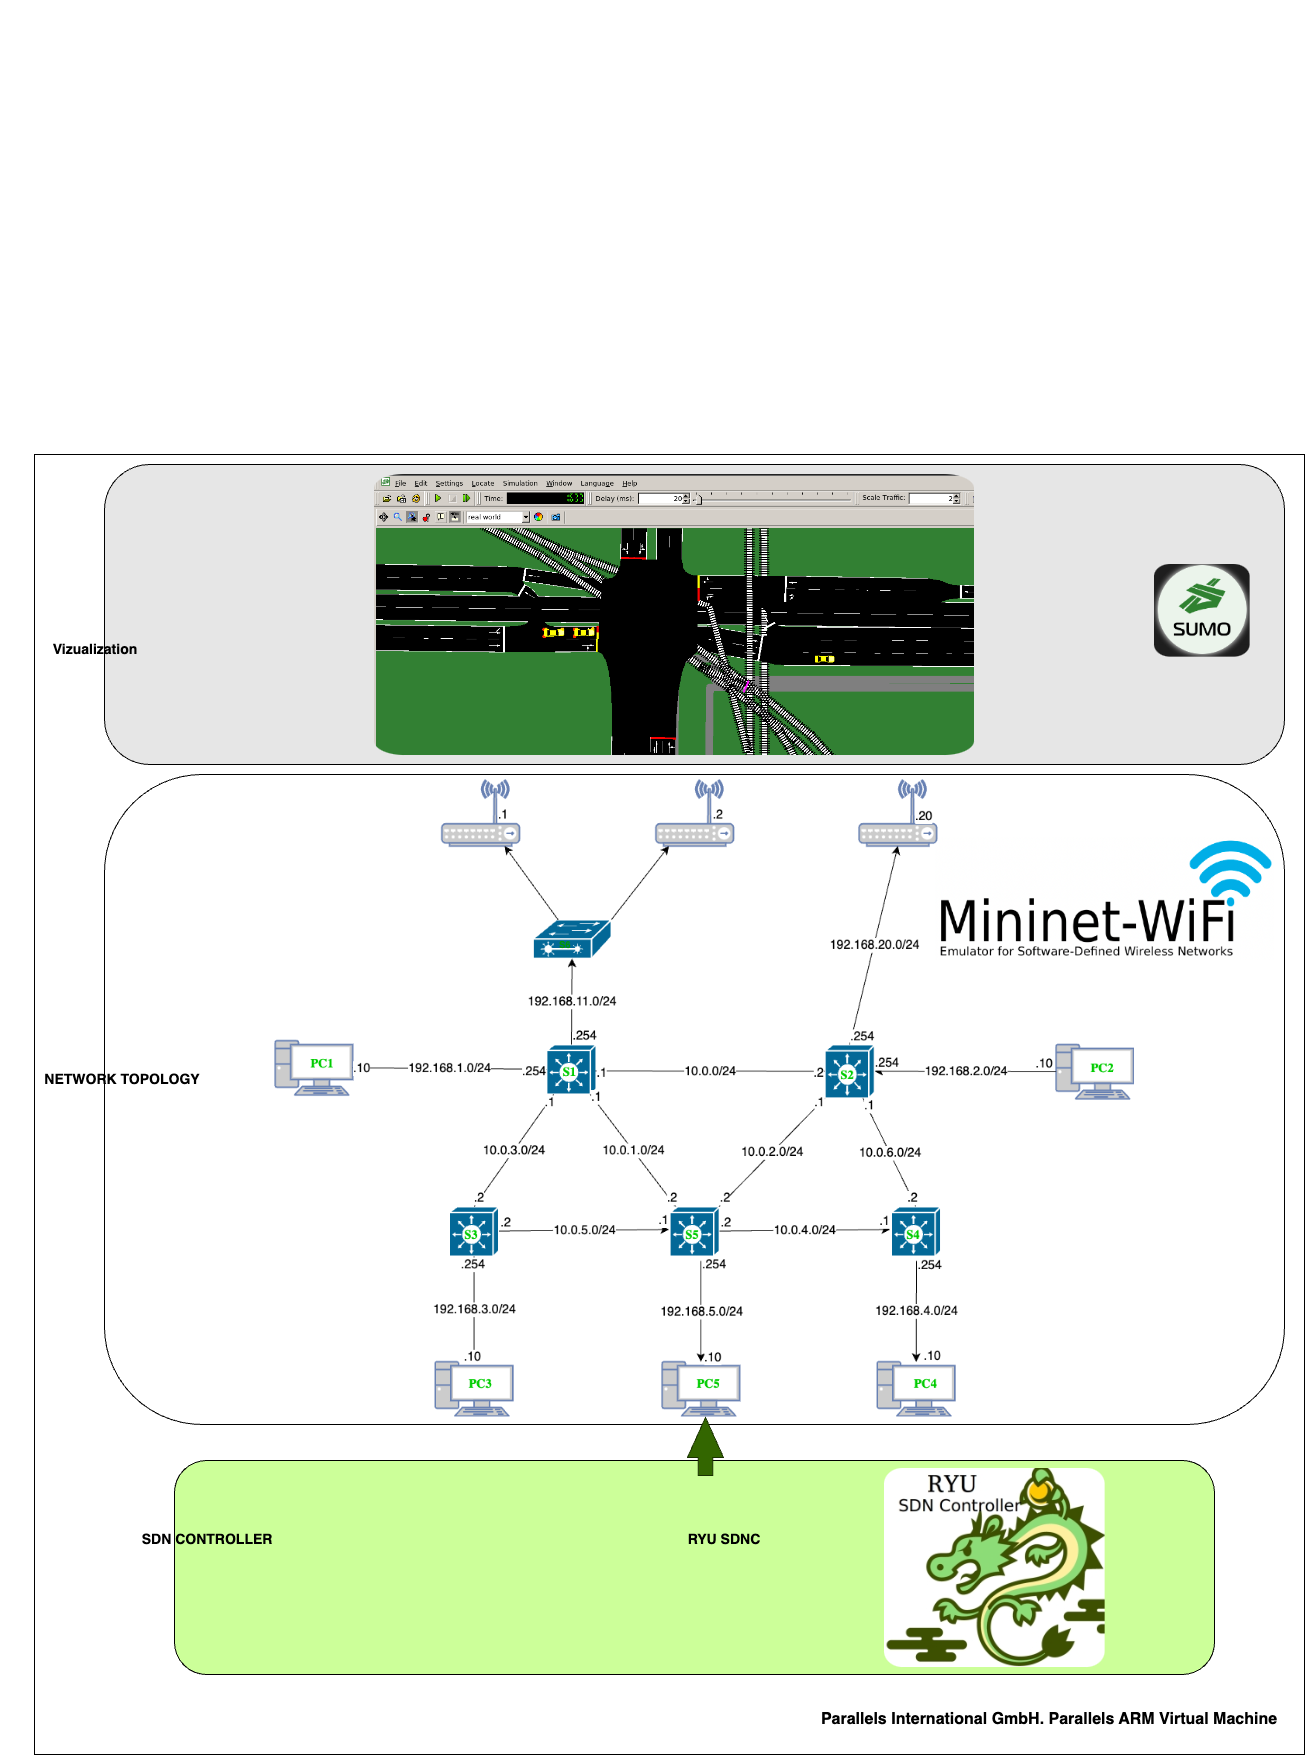 File Edit Settings Locate Simulation Window Language Help
Time: Delay (ms): 20 Scale Traffic: 2
real world
SUMO
Vizualization
.1
.2
.20
192.168.20.0/24
Mininet-WiFi
Emulator for Software-Defined Wireless Networks
192.168.11.0/24
.254
.254
PC1
.10
192.168.1.0/24
.254
S1
.1
10.0.0/24
.2
S2
.254
192.168.2.0/24
.10
PC2
NETWORK TOPOLOGY
.1
.1
.1
.1
10.0.3.0/24
10.0.1.0/24
10.0.2.0/24
10.0.6.0/24
.2
.2
.2
.2
S3
.2
10.0.5.0/24
.1
S5
.2
10.0.4.0/24
.1
S4
.254
.254
.254
192.168.3.0/24
192.168.5.0/24
192.168.4.0/24
.10
.10
.10
PC3
PC5
PC4
RYU
SDN Controller
SDN CONTROLLER
RYU SDNC
Parallels International GmbH. Parallels ARM Virtual Machine